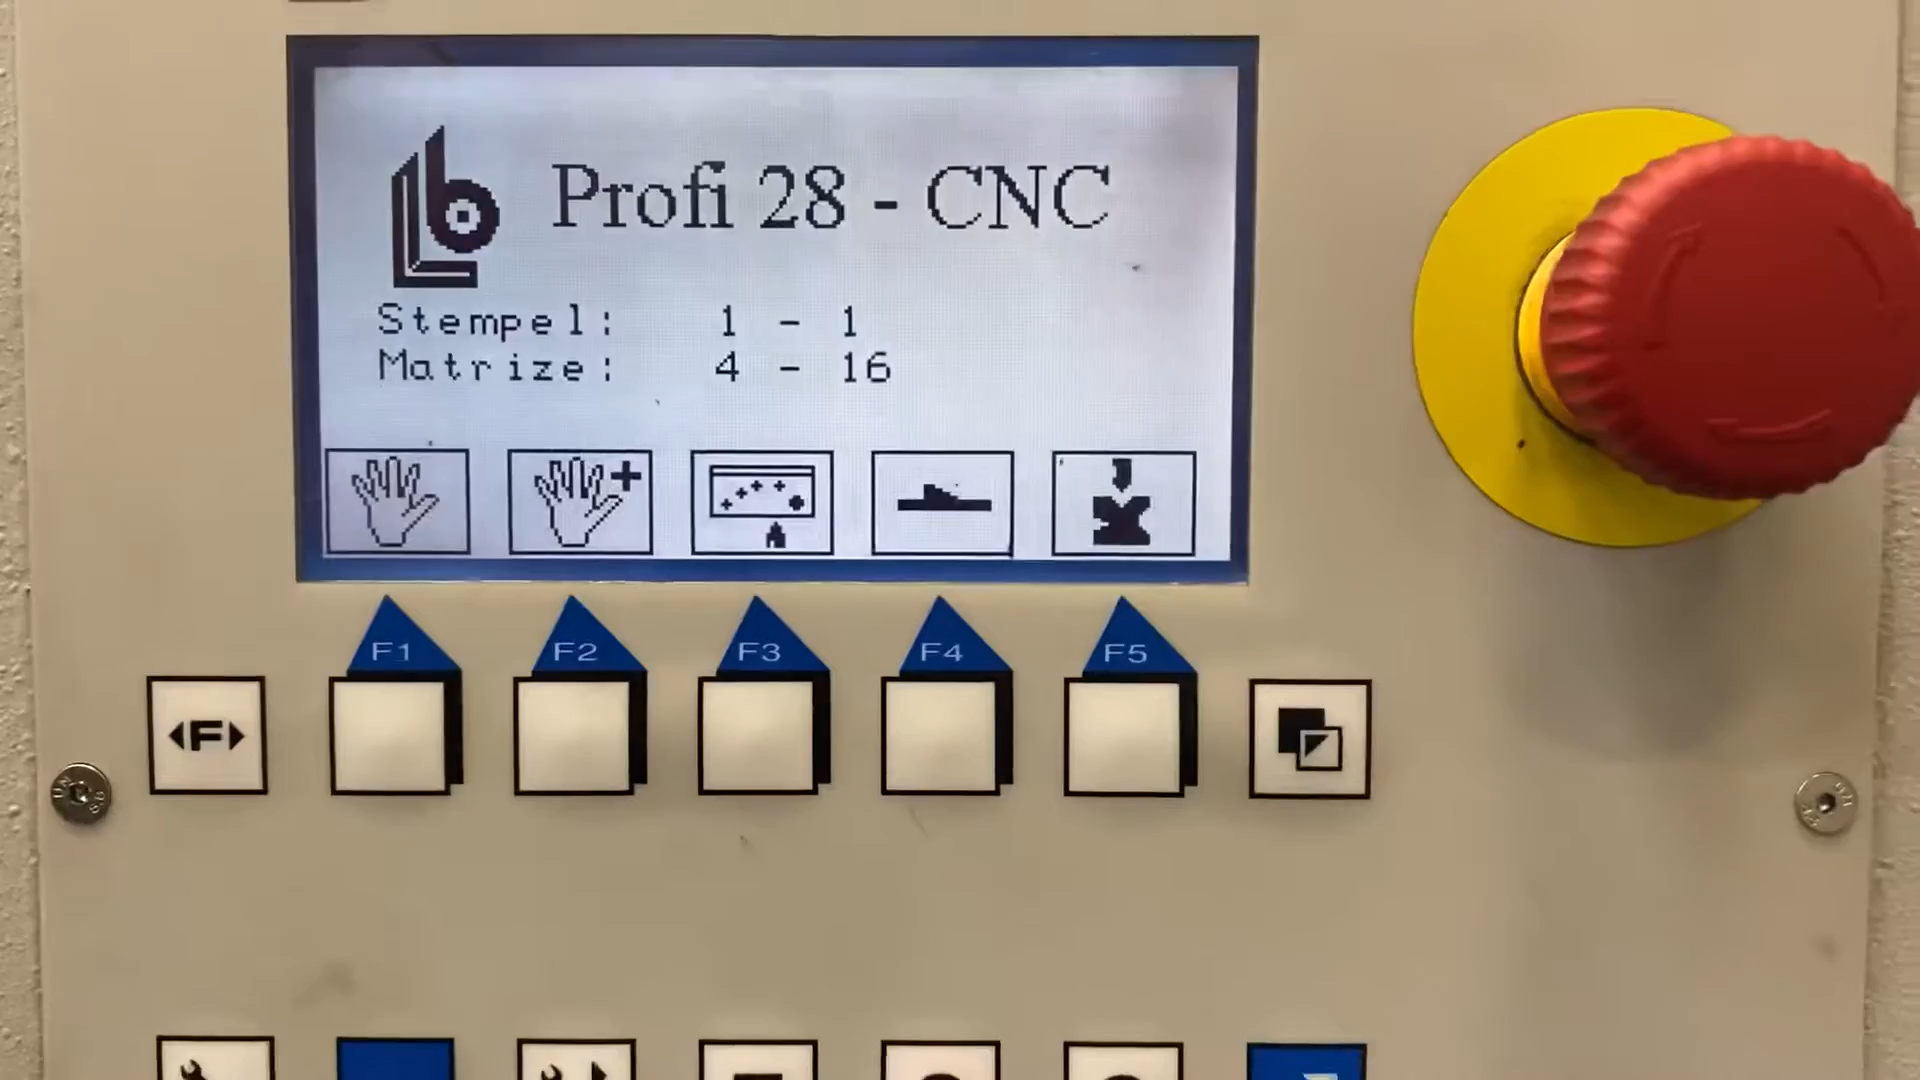 Profi 28 - CNC
Stempel: 1 - 1
Matrize: 4 - 16
F1 F2 F3 F4 F5
F